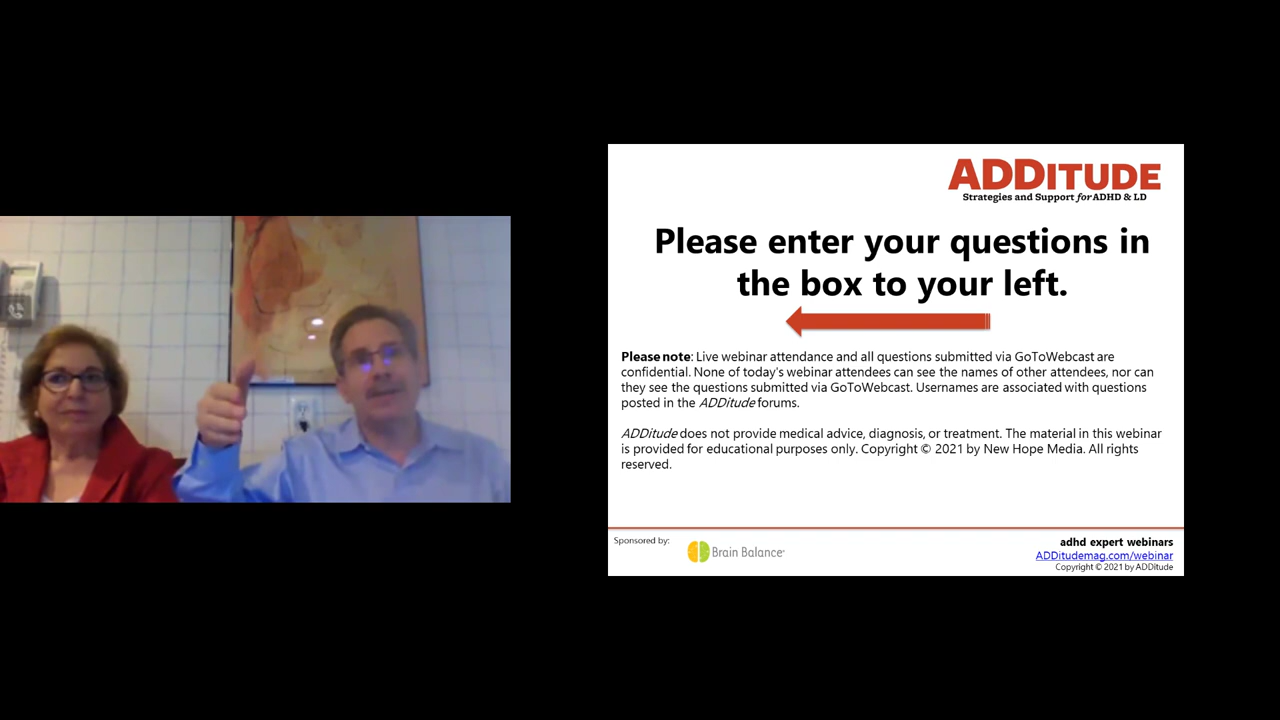 ADDITUDE
Strategies and Support for ADHD & LD
Please enter your questions in
the box to your left.
Please note: Live webinar attendance and all questions submitted via GoToWebcast are
confidential. None of today's webinar attendees can see the names of other attendees, nor can
they see the questions submitted via GoToWebcast. Usernames are associated with questions
posted in the ADDitude forums.
ADDitude does not provide medical advice, diagnosis, or treatment. The material in this webinar
is provided for educational purposes only. Copyright © 2021 by New Hope Media. All rights
reserved.
Sponsored by:
Brain Balance
adhd expert webinars
ADDitudemag.com/webinar
Copyright © 2021 by ADDitude